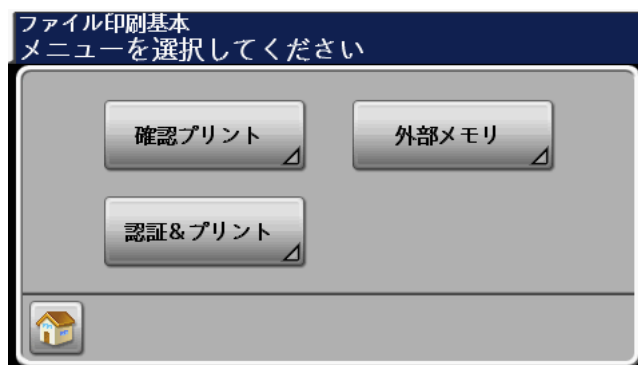 ファイル印刷基本
メニューを選択してください
確認プリント
外部メモリ
認証&プリント